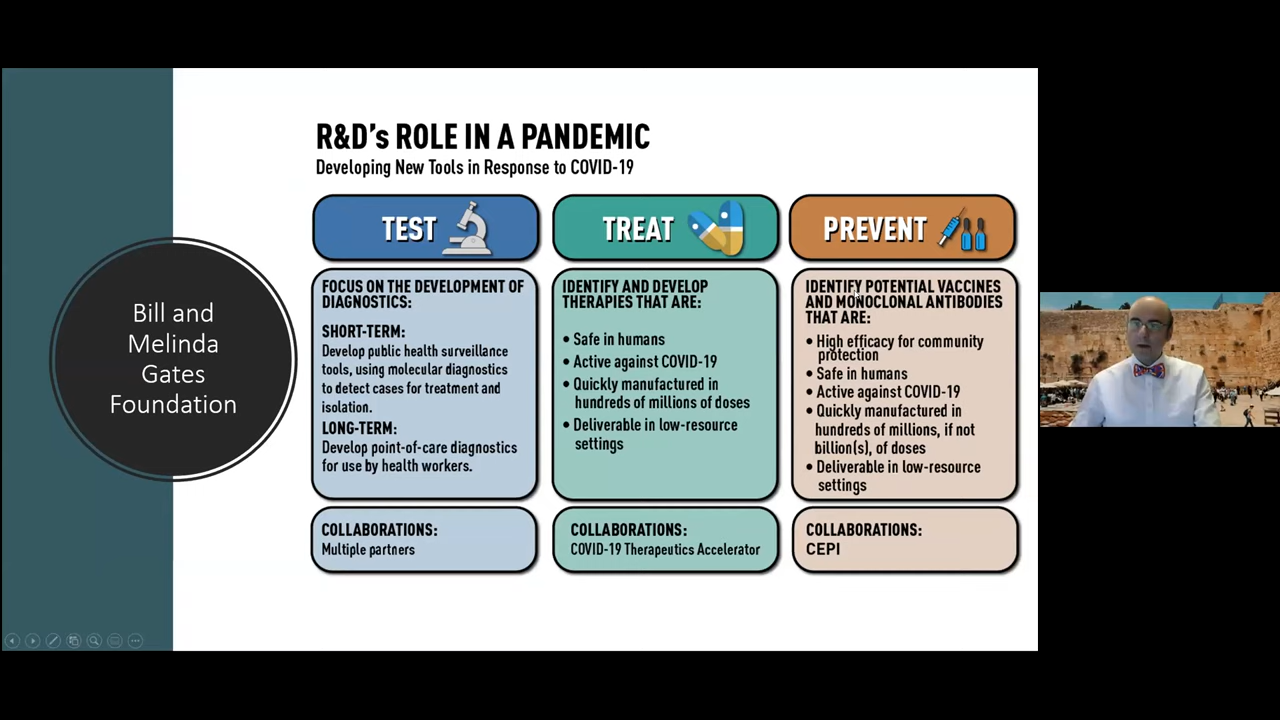 Bill and
Melinda
Gates
Foundation
R&D's ROLE IN A PANDEMIC
Developing New Tools in Response to COVID-19
TEST
FOCUS ON THE DEVELOPMENT OF
DIAGNOSTICS:
SHORT-TERM:
Develop public health surveillance
tools, using molecular diagnostics
to detect cases for treatment and
isolation.
LONG-TERM:
Develop point-of-care diagnostics
for use by health workers.
COLLABORATIONS:
Multiple partners
TREAT
IDENTIFY AND DEVELOP
THERAPIES THAT ARE:
• Safe in humans
• Active against COVID-19
• Quickly manufactured in
hundreds of millions of doses
• Deliverable in low-resource
settings
COLLABORATIONS:
COVID-19 Therapeutics Accelerator
PREVENT
IDENTIFY POTENTIAL VACCINES
AND MONOCLONAL ANTIBODIES
THAT ARE:
• High efficacy for community
protection
• Safe in humans
• Active against COVID-19
• Quickly manufactured in
hundreds of millions, if not
billion(s), of doses
• Deliverable in low-resource
settings
COLLABORATIONS:
CEPI